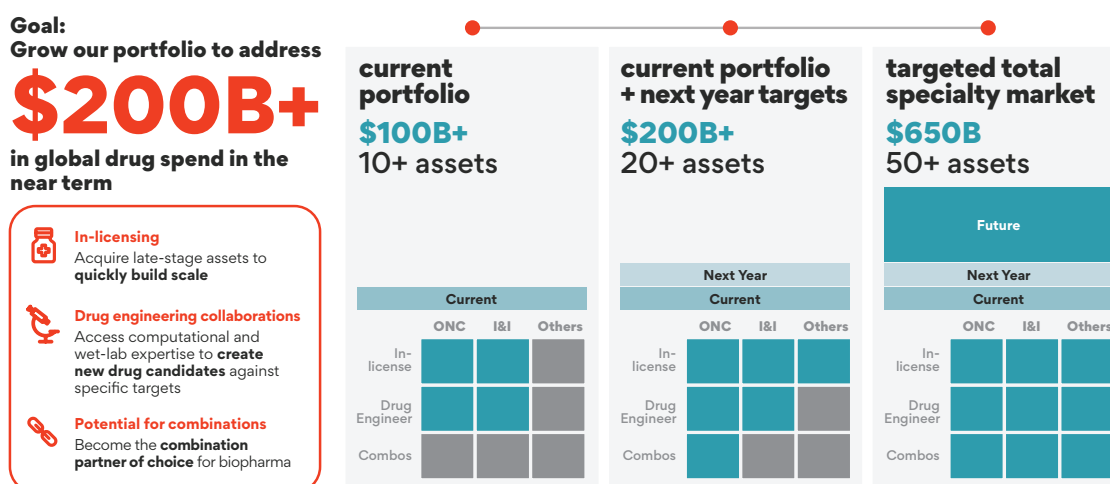 Goal:
Grow our portfolio to address
$200B+
in global drug spend in the
near term
In-licensing
Acquire late-stage assets to
quickly build scale
Drug engineering collaborations
Access computational and
wet-lab expertise to create
new drug candidates against
specific targets
Potential for combinations
Become the combination
partner of choice for biopharma
current
portfolio
$100B+
10+ assets
Current
ONC I&I Others
In-
license
Drug
Engineer
Combos
current portfolio
+ next year targets
$200B+
20+ assets
Next Year
Current
ONC I&I Others
In-
license
Drug
Engineer
Combos
targeted total
specialty market
$650B
50+ assets
Future
Next Year
Current
ONC I&I Others
In-
license
Drug
Engineer
Combos